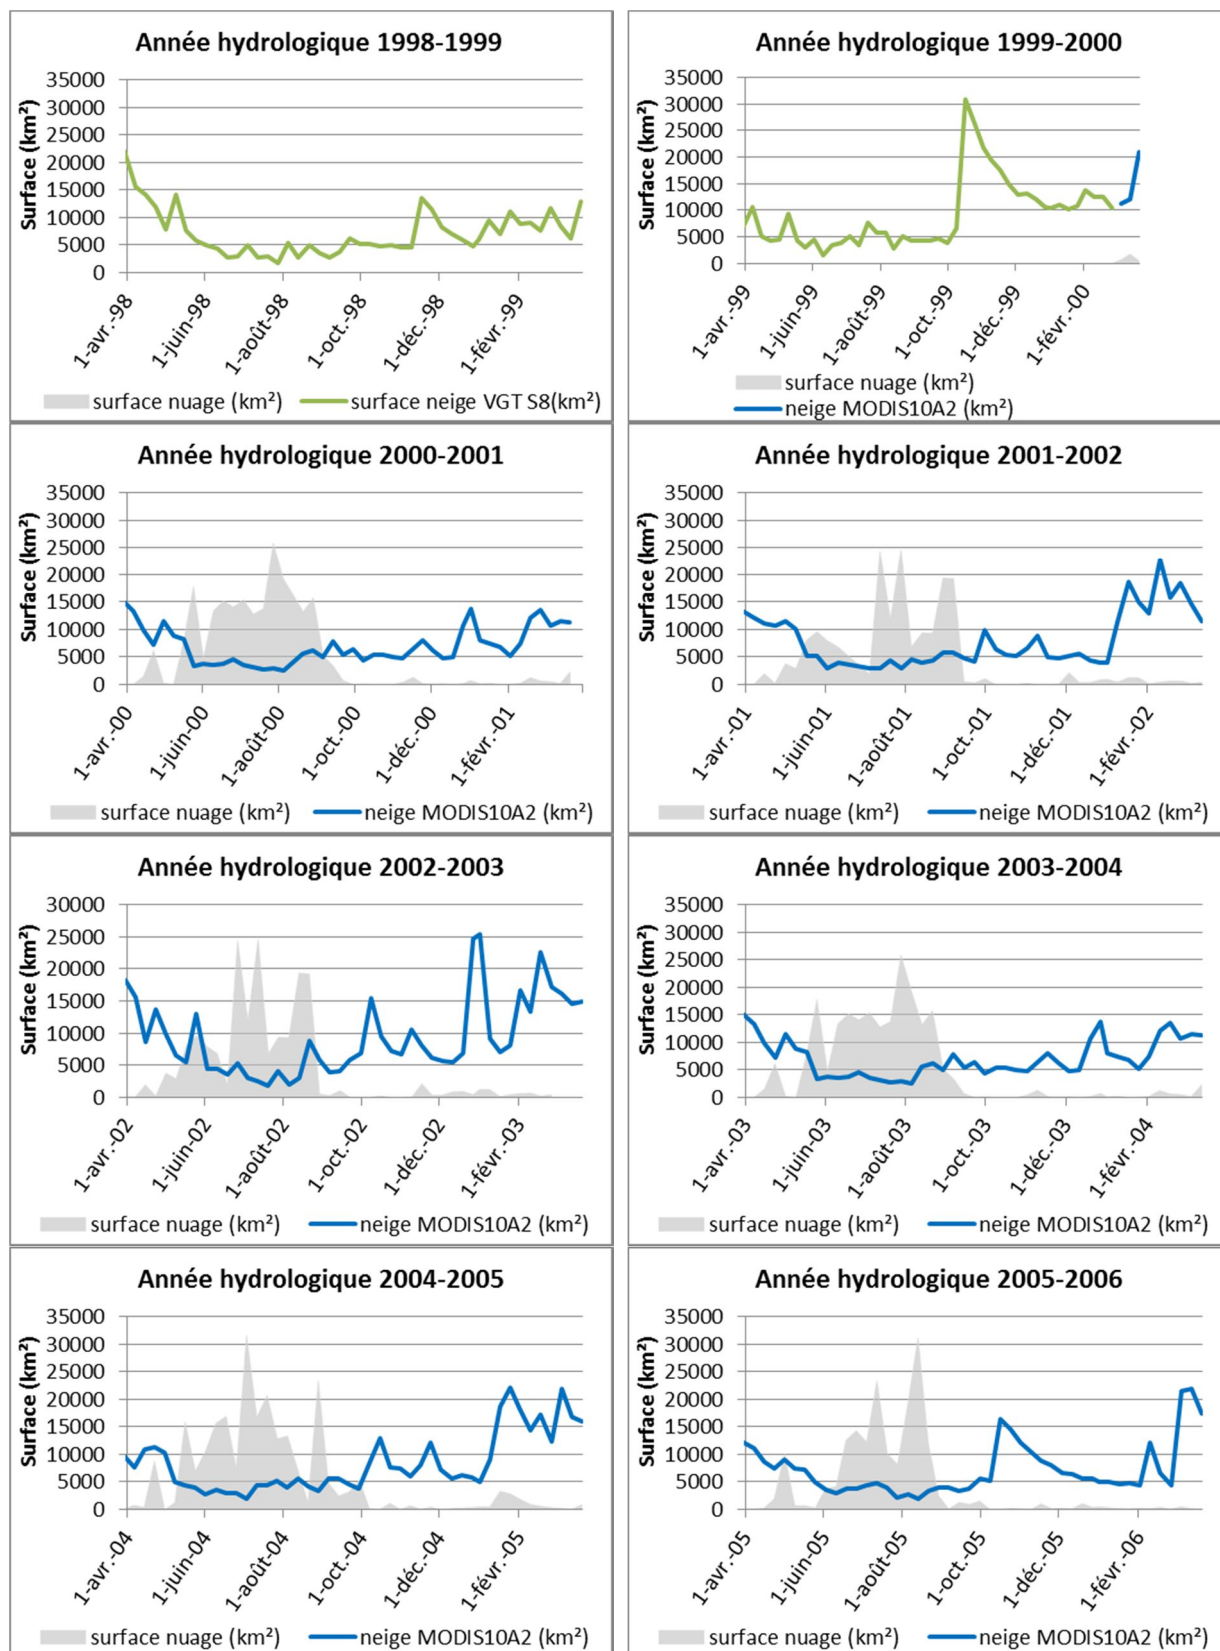 Année hydrologique 1998-1999
Surface (km²)
35000
30000
25000
20000
15000
10000
5000
0
1-avr.-98
1-juin-98
1-août-98
1-oct.-98
1-déc.-98
1-févr.-99
surface nuage (km²)
surface neige VGT S8(km²)
Année hydrologique 1999-2000
Surface (km²)
35000
30000
25000
20000
15000
10000
5000
0
1-avr.-99
1-juin-99
1-août-99
1-oct.-99
1-déc.-99
1-févr.-00
surface nuage (km²)
neige MODIS10A2 (km²)
Année hydrologique 2000-2001
Surface (km²)
35000
30000
25000
20000
15000
10000
5000
0
1-avr.-00
1-juin-00
1-août-00
1-oct.-00
1-déc.-00
1-févr.-01
surface nuage (km²)
neige MODIS10A2 (km²)
Année hydrologique 2001-2002
Surface (km²)
35000
30000
25000
20000
15000
10000
5000
0
1-avr.-01
1-juin-01
1-août-01
1-oct.-01
1-déc.-01
1-févr.-02
surface nuage (km²)
neige MODIS10A2 (km²)
Année hydrologique 2002-2003
Surface (km²)
30000
25000
20000
15000
10000
5000
0
1-avr.-02
1-juin-02
1-août-02
1-oct.-02
1-déc.-02
1-févr.-03
surface nuage (km²)
neige MODIS10A2 (km²)
Année hydrologique 2003-2004
Surface (km²)
35000
30000
25000
20000
15000
10000
5000
0
1-avr.-03
1-juin-03
1-août-03
1-oct.-03
1-déc.-03
1-févr.-04
surface nuage (km²)
neige MODIS10A2 (km²)
Année hydrologique 2004-2005
Surface (km²)
35000
30000
25000
20000
15000
10000
5000
0
1-avr.-04
1-juin-04
1-août-04
1-oct.-04
1-déc.-04
1-févr.-05
surface nuage (km²)
neige MODIS10A2 (km²)
Année hydrologique 2005-2006
Surface (km²)
35000
30000
25000
20000
15000
10000
5000
0
1-avr.-05
1-juin-05
1-août-05
1-oct.-05
1-déc.-05
1-févr.-06
surface nuage (km²)
neige MODIS10A2 (km²)